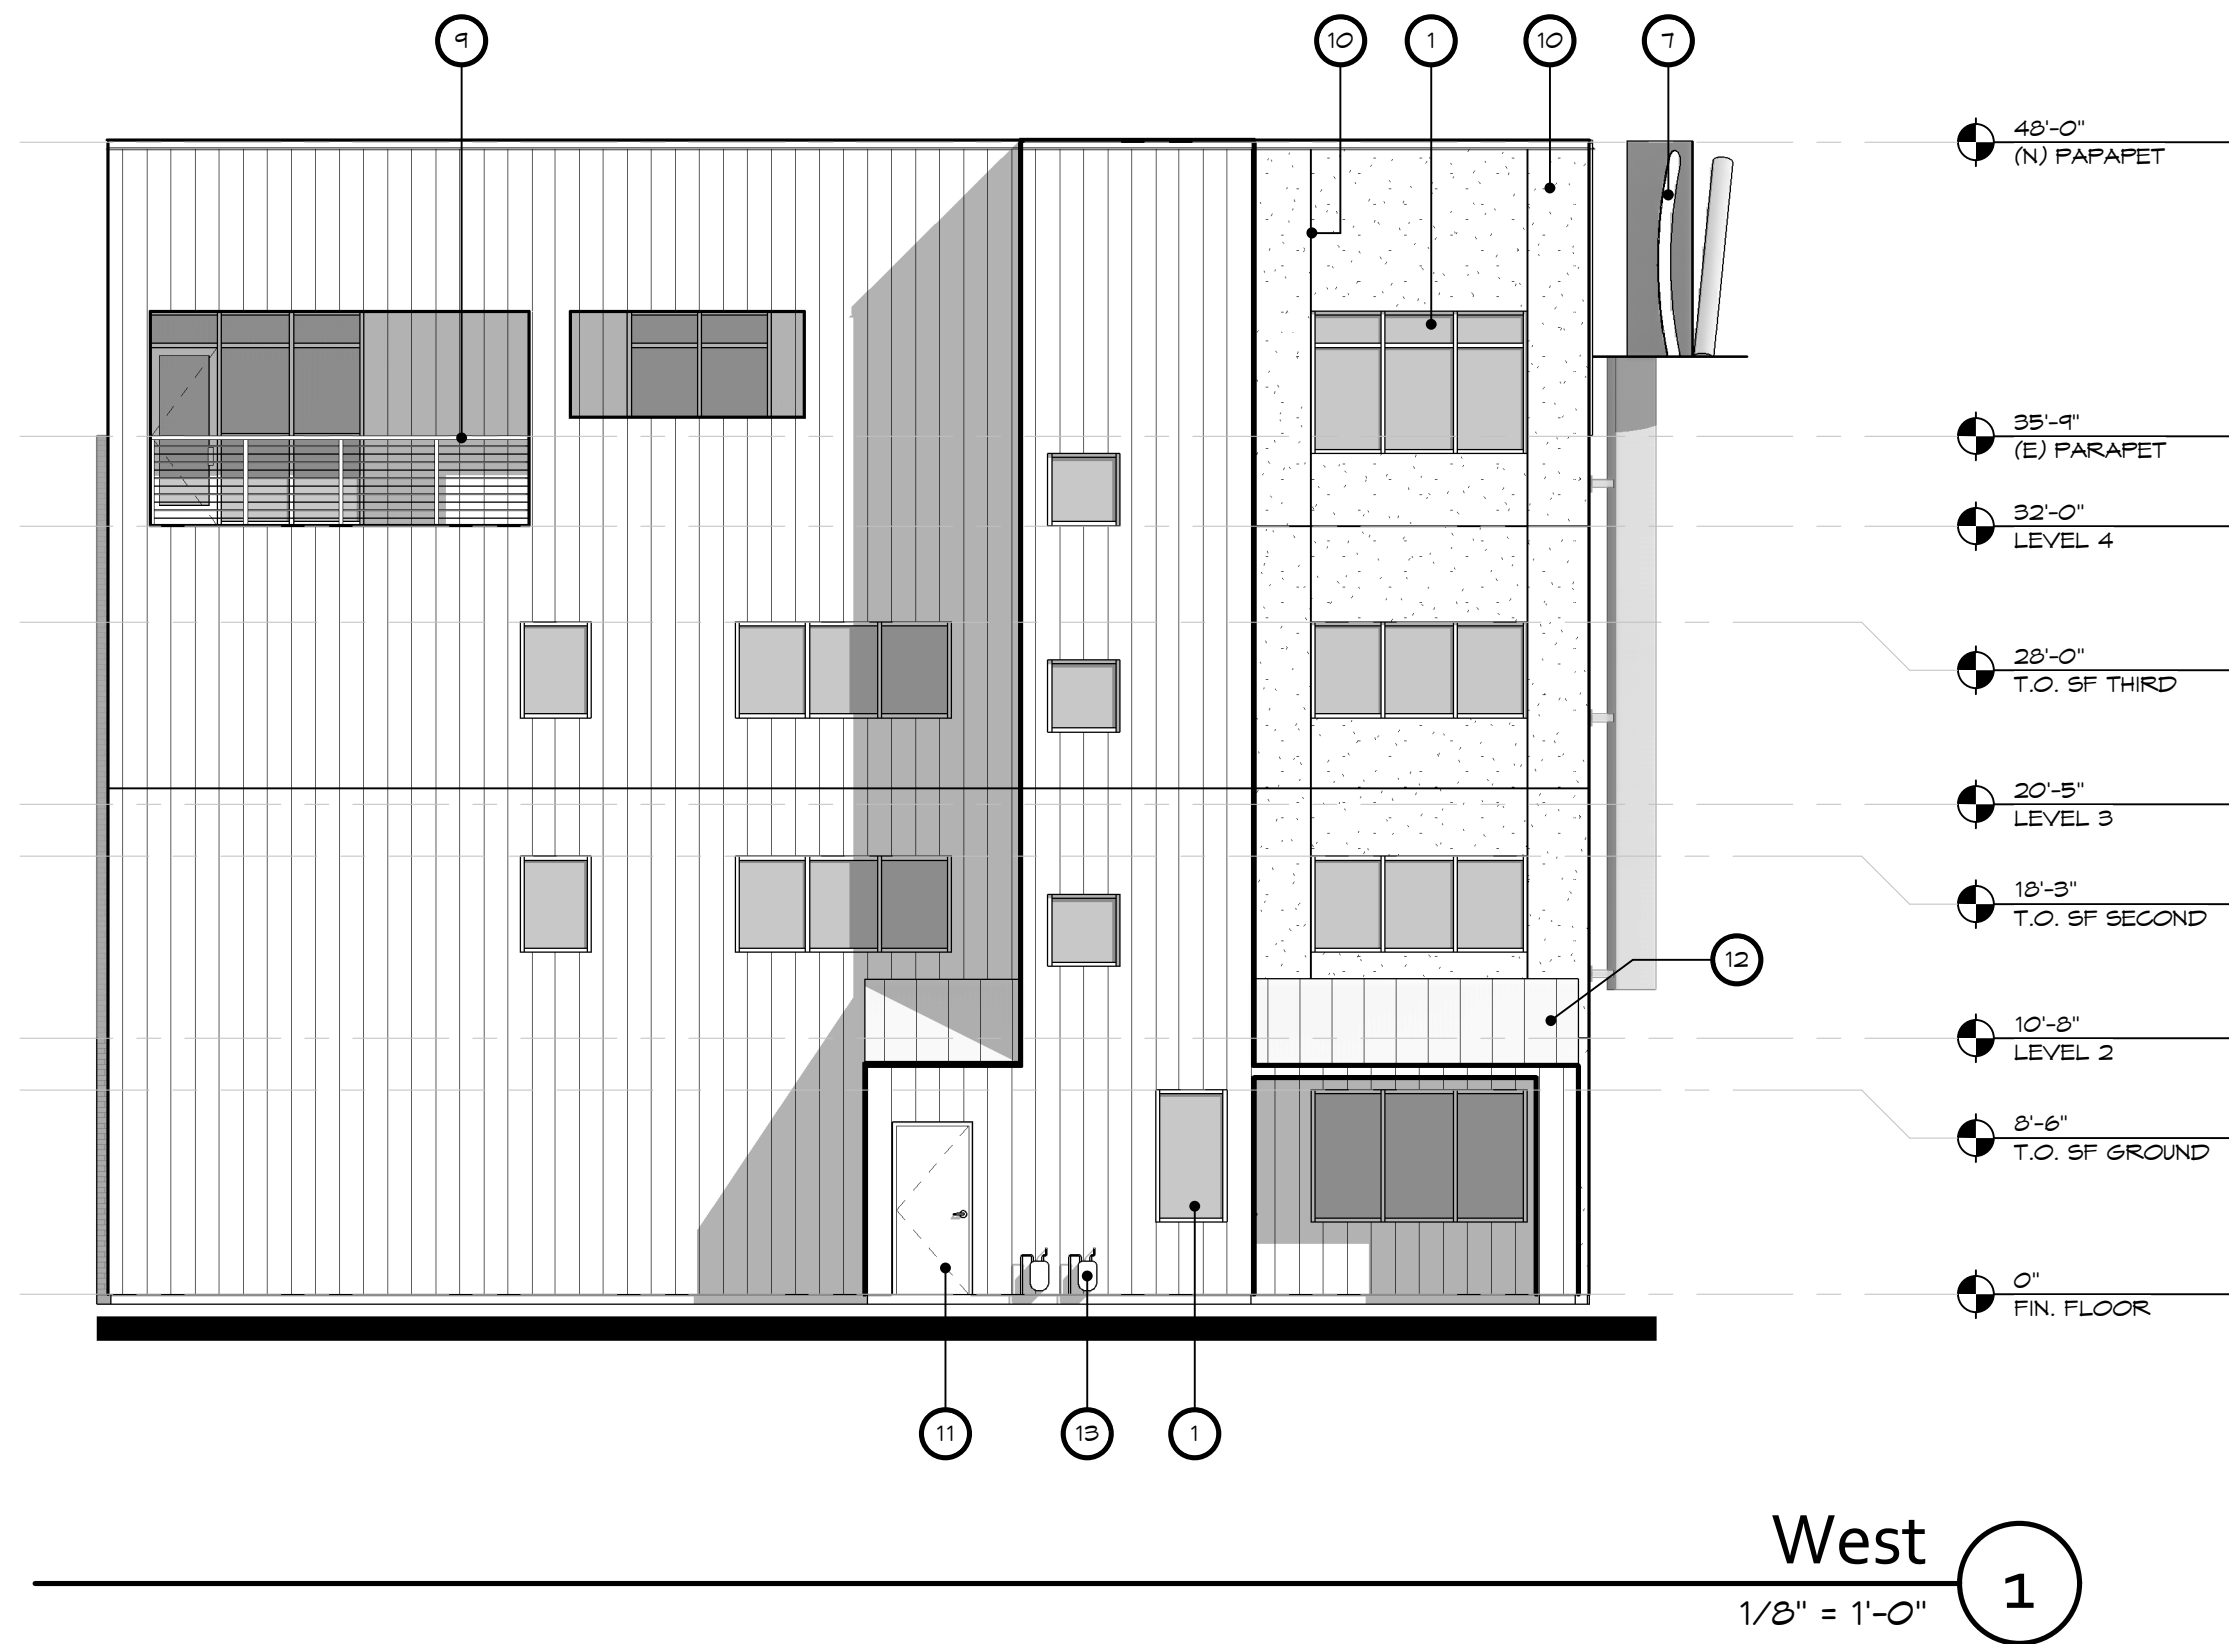 9
10
1
10
7
48'-0"
(N) PAPAPET
35'-9"
(E) PARAPET
32'-0"
LEVEL 4
28'-0"
T.O. SF THIRD
20'-5"
LEVEL 3
18'-3"
T.O. SF SECOND
12
10'-8"
LEVEL 2
8'-6"
T.O. SF GROUND
0"
FIN. FLOOR
11
13
1
West
1
1/8" = 1'-0"